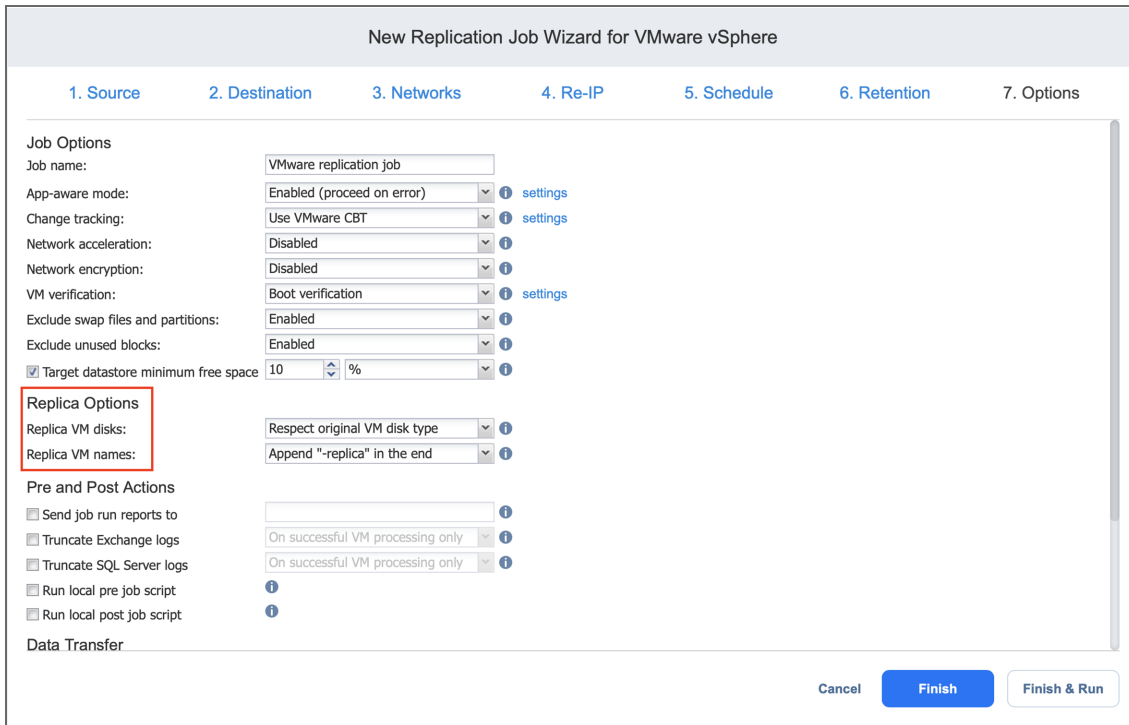 New Replication Job Wizard for VMware vSphere
1. Source 2. Destination 3. Networks 4. Re-IP 5. Schedule 6. Retention 7. Options
Job Options
Job name: VMware replication job
App-aware mode: Enabled (proceed on error) settings
Change tracking: Use VMware CBT settings
Network acceleration: Disabled
Network encryption: Disabled
VM verification: Boot verification settings
Exclude swap files and partitions: Enabled
Exclude unused blocks: Enabled
Target datastore minimum free space 10 %
Replica Options
Replica VM disks: Respect original VM disk type
Replica VM names: Append "-replica" in the end
Pre and Post Actions
Send job run reports to
Truncate Exchange logs On successful VM processing only
Truncate SQL Server logs On successful VM processing only
Run local pre job script
Run local post job script
Data Transfer
Cancel Finish Finish & Run